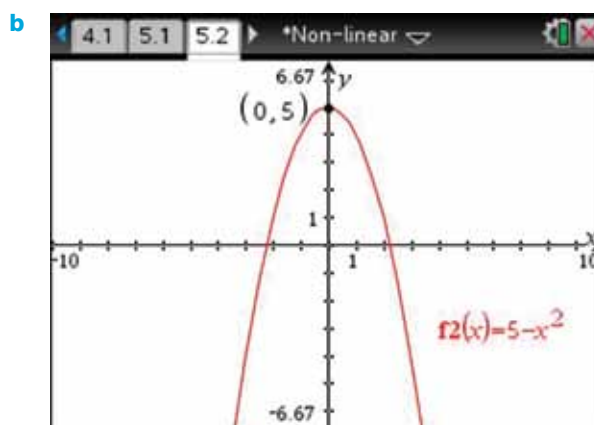 b
4.1 5.1 5.2 *Non-linear
6.67 y
(0,5)
1
-10 1 10
x
f2(x)=5-x²
-6.67